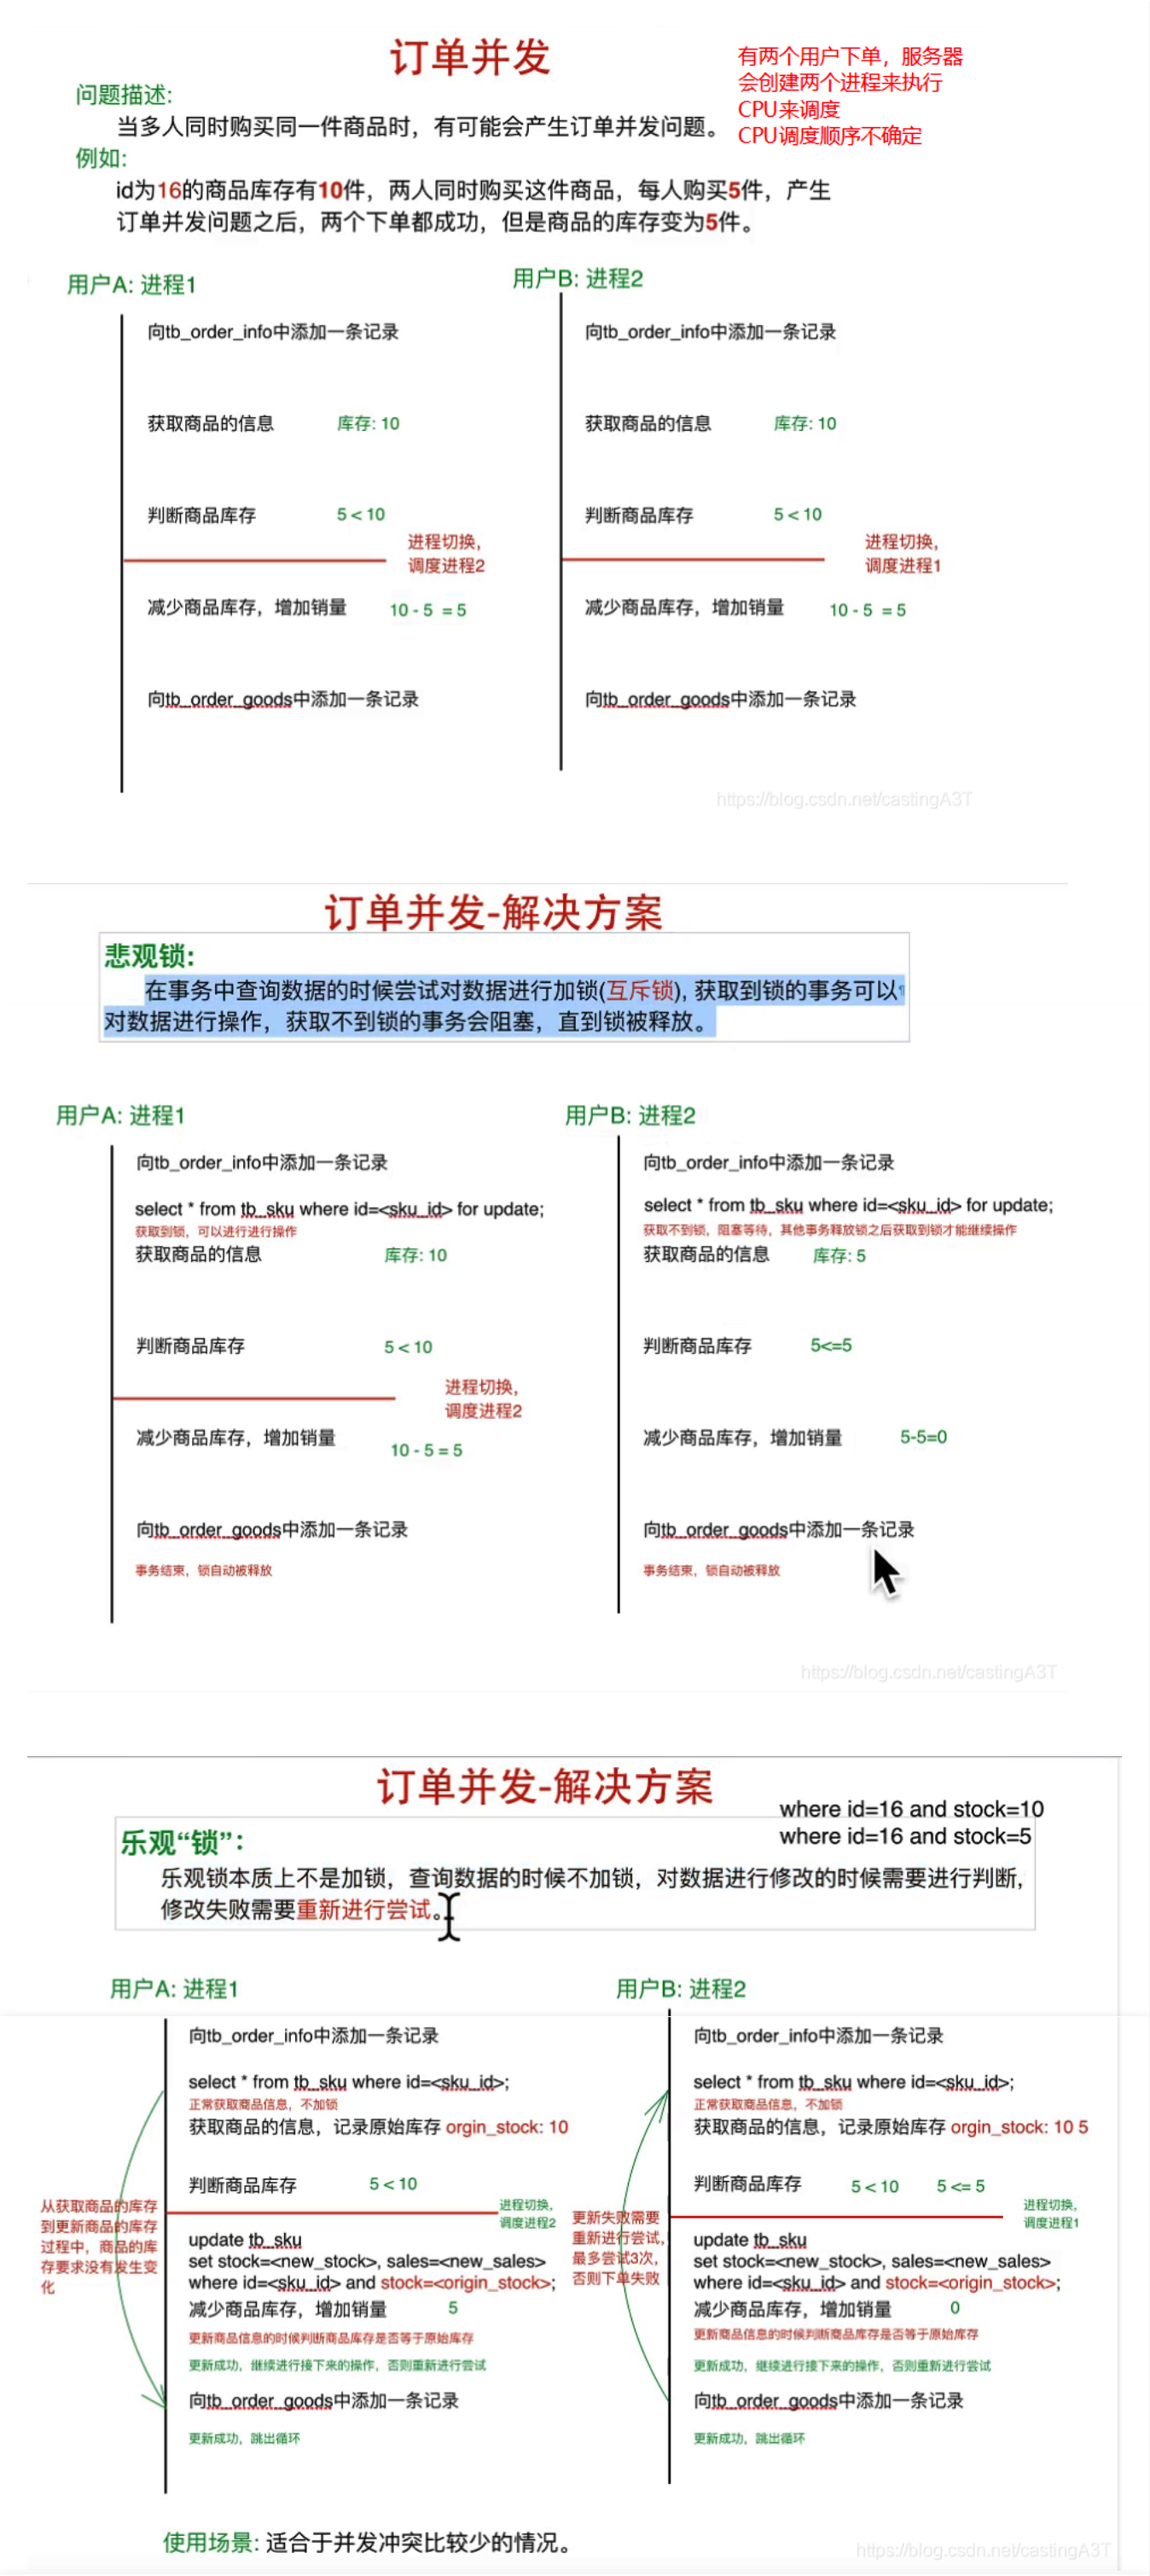 订单并发
有两个用户下单，服务器
会创建两个进程来执行
CPU来调度
CPU调度顺序不确定
问题描述:
当多人同时购买同一件商品时，有可能会产生订单并发问题。
例如:
id为16的商品库存有10件，两人同时购买这件商品，每人购买5件，产生
订单并发问题之后，两个下单都成功，但是商品的库存变为5件。
用户A: 进程1
向tb_order_info中添加一条记录
获取商品的信息 库存: 10
判断商品库存 5 < 10
进程切换，
调度进程2
减少商品库存，增加销量 10 - 5 = 5
向tb_order_goods中添加一条记录
用户B: 进程2
向tb_order_info中添加一条记录
获取商品的信息 库存: 10
判断商品库存 5 < 10
进程切换，
调度进程1
减少商品库存，增加销量 10 - 5 = 5
向tb_order_goods中添加一条记录
https://blog.csdn.net/castingA3T
订单并发-解决方案
悲观锁:
在事务中查询数据的时候尝试对数据进行加锁(互斥锁), 获取到锁的事务可以
对数据进行操作，获取不到锁的事务会阻塞，直到锁被释放。
用户A: 进程1
向tb_order_info中添加一条记录
select * from tb_sku where id=<sku_id> for update;
获取到锁，可以进行进行操作
获取商品的信息 库存: 10
判断商品库存 5 < 10
进程切换，
调度进程2
减少商品库存，增加销量 10 - 5 = 5
向tb_order_goods中添加一条记录
事务结束，锁自动被释放
用户B: 进程2
向tb_order_info中添加一条记录
select * from tb_sku where id=<sku_id> for update;
获取不到锁，阻塞等待，其他事务释放锁之后获取到锁才能继续操作
获取商品的信息 库存: 5
判断商品库存 5<=5
减少商品库存，增加销量 5-5=0
向tb_order_goods中添加一条记录
事务结束，锁自动被释放
https://blog.csdn.net/castingA3T
订单并发-解决方案
where id=16 and stock=10
where id=16 and stock=5
乐观“锁”:
乐观锁本质上不是加锁，查询数据的时候不加锁，对数据进行修改的时候需要进行判断,
修改失败需要重新进行尝试。
用户A: 进程1
向tb_order_info中添加一条记录
select * from tb_sku where id=<sku_id>;
正常获取商品信息，不加锁
获取商品的信息，记录原始库存 orgin_stock: 10
判断商品库存 5 < 10
进程切换，
调度进程2
从获取商品的库存
到更新商品的库存
过程中，商品的库
存要求没有发生变
化
update tb_sku
set stock=<new_stock>, sales=<new_sales>
where id=<sku_id> and stock=<origin_stock>;
减少商品库存，增加销量 5
更新商品信息的时候判断商品库存是否等于原始库存
更新成功，继续进行接下来的操作，否则重新进行尝试
向tb_order_goods中添加一条记录
更新成功，跳出循环
用户B: 进程2
向tb_order_info中添加一条记录
select * from tb_sku where id=<sku_id>;
正常获取商品信息，不加锁
获取商品的信息，记录原始库存 orgin_stock: 10 5
判断商品库存 5 < 10 5 <= 5
进程切换，
调度进程1
更新失败需要
重新进行尝试,
最多尝试3次，
否则下单失败
update tb_sku
set stock=<new_stock>, sales=<new_sales>
where id=<sku_id> and stock=<origin_stock>;
减少商品库存，增加销量 0
更新商品信息的时候判断商品库存是否等于原始库存
更新成功，继续进行接下来的操作，否则重新进行尝试
向tb_order_goods中添加一条记录
更新成功，跳出循环
使用场景: 适合于并发冲突比较少的情况。
https://blog.csdn.net/castingA3T